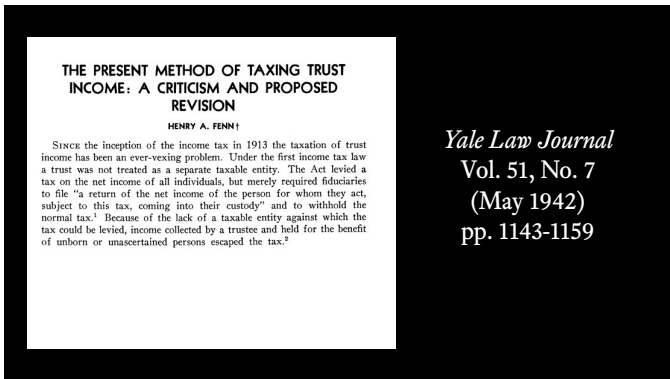 THE PRESENT METHOD OF TAXING TRUST
INCOME: A CRITICISM AND PROPOSED
REVISION
HENRY A. FENN†
SINCE the inception of the income tax in 1913 the taxation of trust
income has been an ever-vexing problem. Under the first income tax law
a trust was not treated as a separate taxable entity. The Act levied a
tax on the net income of all individuals, but merely required fiduciaries
to file “a return of the net income of the person for whom they act,
subject to this tax, coming into their custody” and to withhold the
normal tax.¹ Because of the lack of a taxable entity against which the
tax could be levied, income collected by a trustee and held for the benefit
of unborn or unascertained persons escaped the tax.²
Yale Law Journal
Vol. 51, No. 7
(May 1942)
pp. 1143-1159